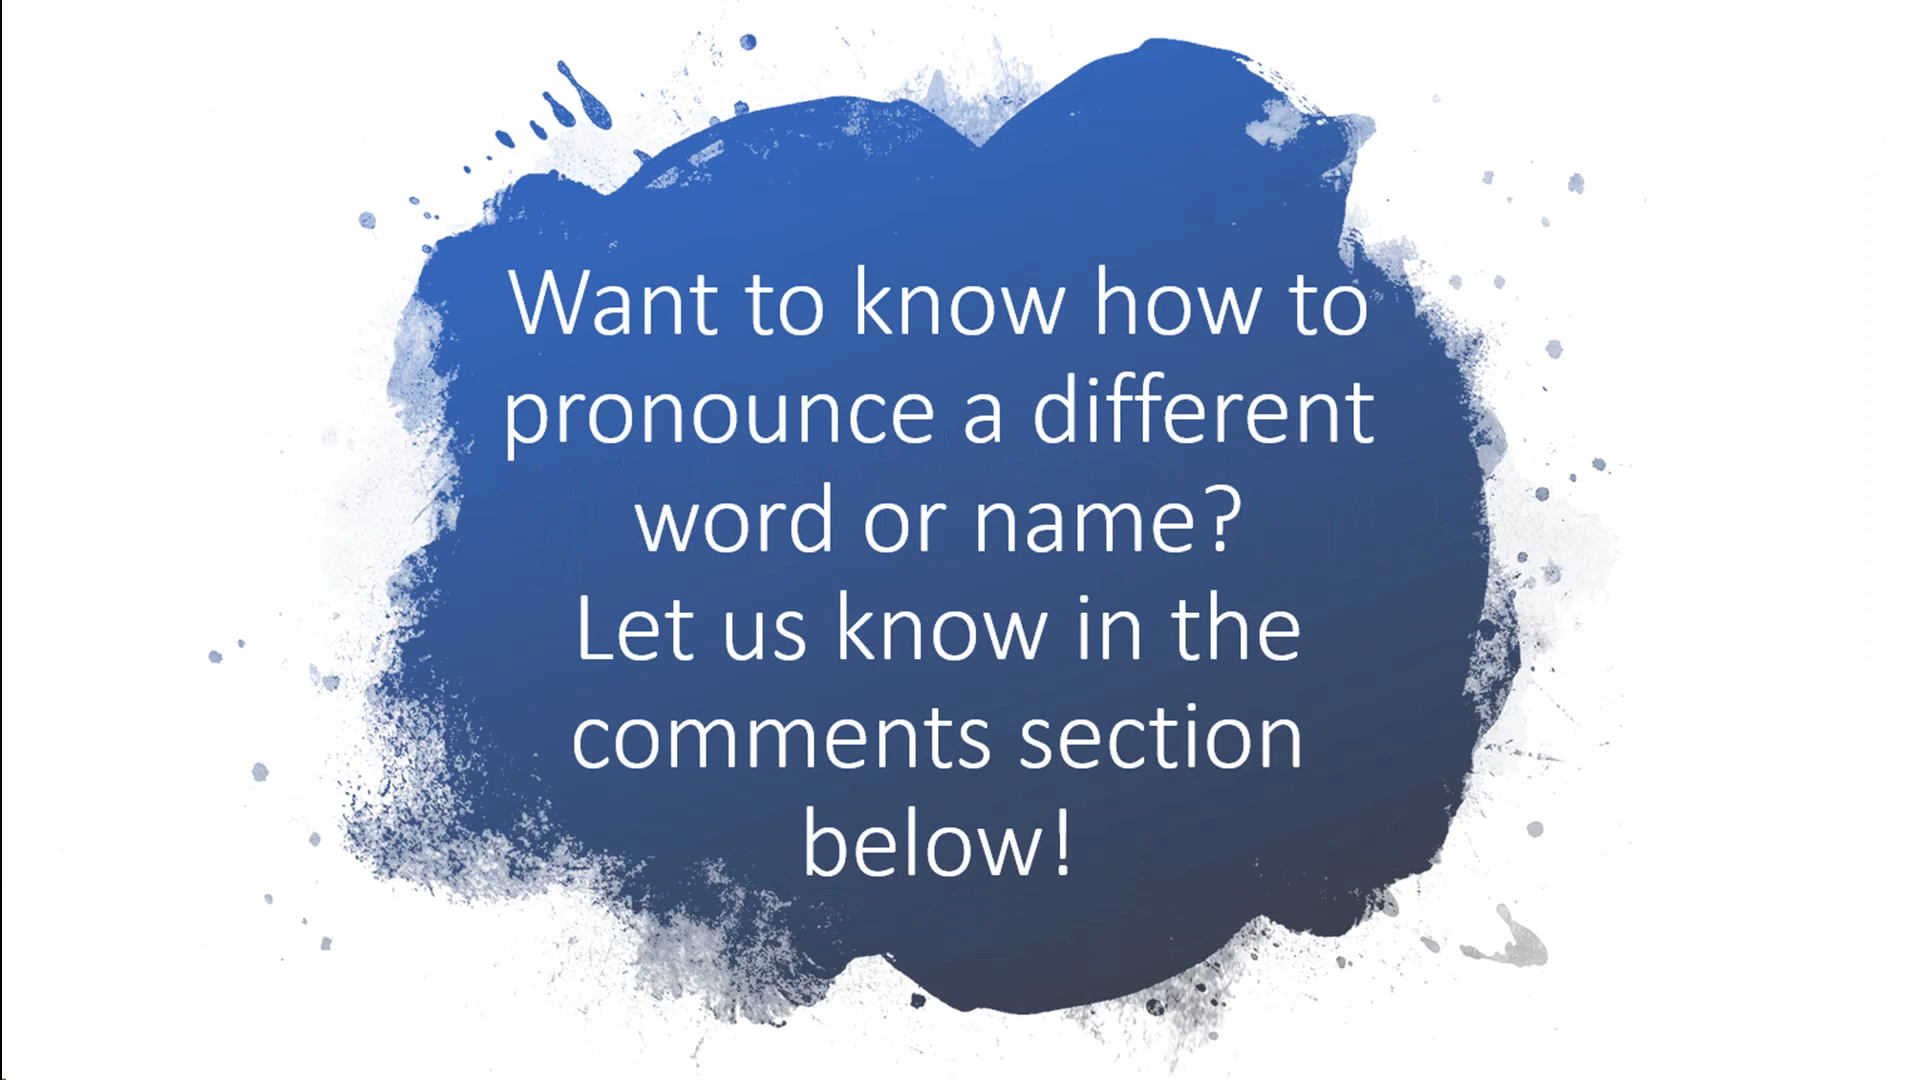 Want to know how to
pronounce a different
word or name?
Let us know in the
comments section
below!